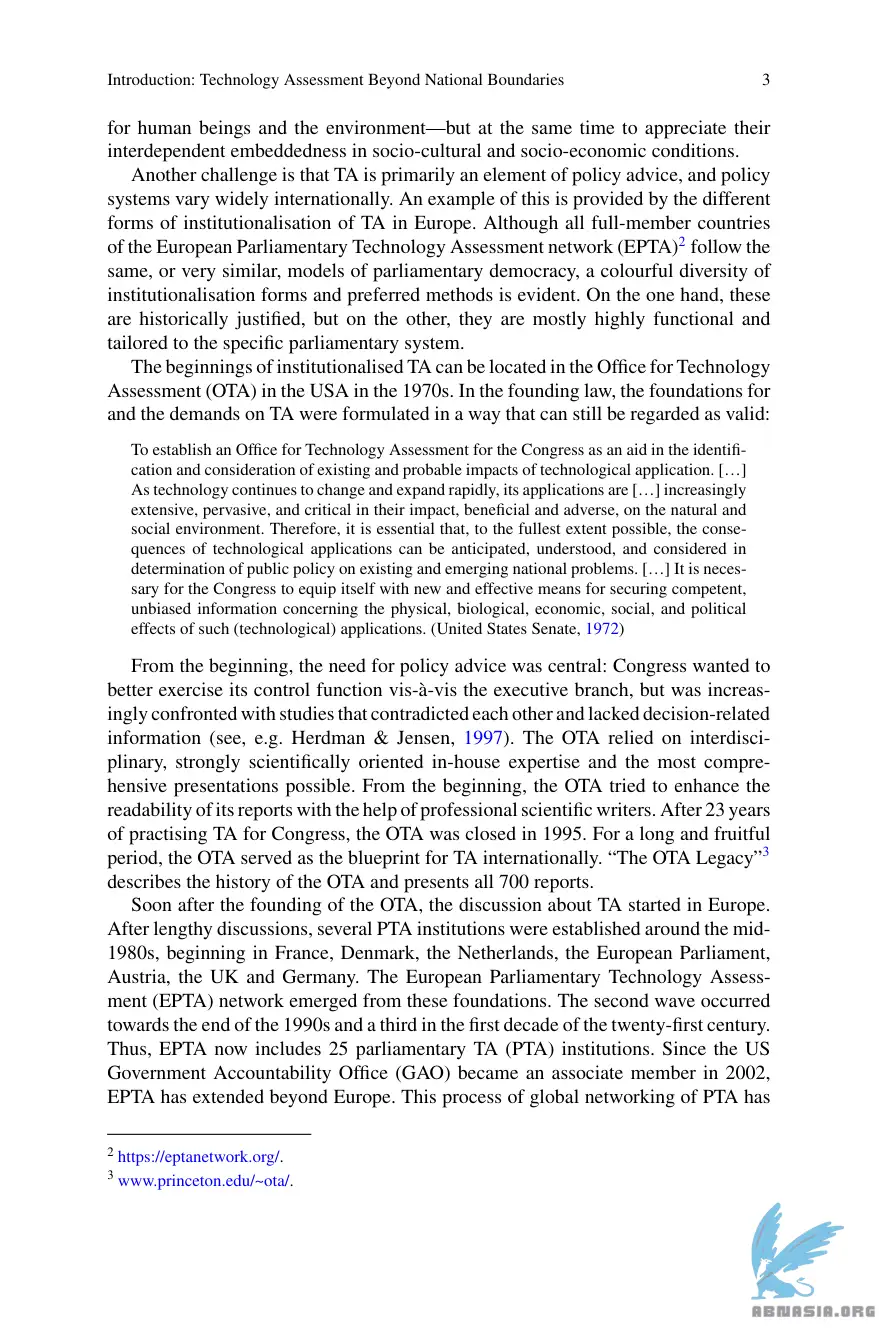 Introduction: Technology Assessment Beyond National Boundaries 3
for human beings and the environment—but at the same time to appreciate their
interdependent embeddedness in socio-cultural and socio-economic conditions.
Another challenge is that TA is primarily an element of policy advice, and policy
systems vary widely internationally. An example of this is provided by the different
forms of institutionalisation of TA in Europe. Although all full-member countries
of the European Parliamentary Technology Assessment network (EPTA)2 follow the
same, or very similar, models of parliamentary democracy, a colourful diversity of
institutionalisation forms and preferred methods is evident. On the one hand, these
are historically justified, but on the other, they are mostly highly functional and
tailored to the specific parliamentary system.
The beginnings of institutionalised TA can be located in the Office for Technology
Assessment (OTA) in the USA in the 1970s. In the founding law, the foundations for
and the demands on TA were formulated in a way that can still be regarded as valid:
To establish an Office for Technology Assessment for the Congress as an aid in the identifi-
cation and consideration of existing and probable impacts of technological application. […]
As technology continues to change and expand rapidly, its applications are […] increasingly
extensive, pervasive, and critical in their impact, beneficial and adverse, on the natural and
social environment. Therefore, it is essential that, to the fullest extent possible, the conse-
quences of technological applications can be anticipated, understood, and considered in
determination of public policy on existing and emerging national problems. […] It is neces-
sary for the Congress to equip itself with new and effective means for securing competent,
unbiased information concerning the physical, biological, economic, social, and political
effects of such (technological) applications. (United States Senate, 1972)
From the beginning, the need for policy advice was central: Congress wanted to
better exercise its control function vis-à-vis the executive branch, but was increas-
ingly confronted with studies that contradicted each other and lacked decision-related
information (see, e.g. Herdman & Jensen, 1997). The OTA relied on interdisci-
plinary, strongly scientifically oriented in-house expertise and the most compre-
hensive presentations possible. From the beginning, the OTA tried to enhance the
readability of its reports with the help of professional scientific writers. After 23 years
of practising TA for Congress, the OTA was closed in 1995. For a long and fruitful
period, the OTA served as the blueprint for TA internationally. “The OTA Legacy”3
describes the history of the OTA and presents all 700 reports.
Soon after the founding of the OTA, the discussion about TA started in Europe.
After lengthy discussions, several PTA institutions were established around the mid-
1980s, beginning in France, Denmark, the Netherlands, the European Parliament,
Austria, the UK and Germany. The European Parliamentary Technology Assess-
ment (EPTA) network emerged from these foundations. The second wave occurred
towards the end of the 1990s and a third in the first decade of the twenty-first century.
Thus, EPTA now includes 25 parliamentary TA (PTA) institutions. Since the US
Government Accountability Office (GAO) became an associate member in 2002,
EPTA has extended beyond Europe. This process of global networking of PTA has
2 https://eptanetwork.org/.
3 www.princeton.edu/~ota/.
ABNASIA.ORG